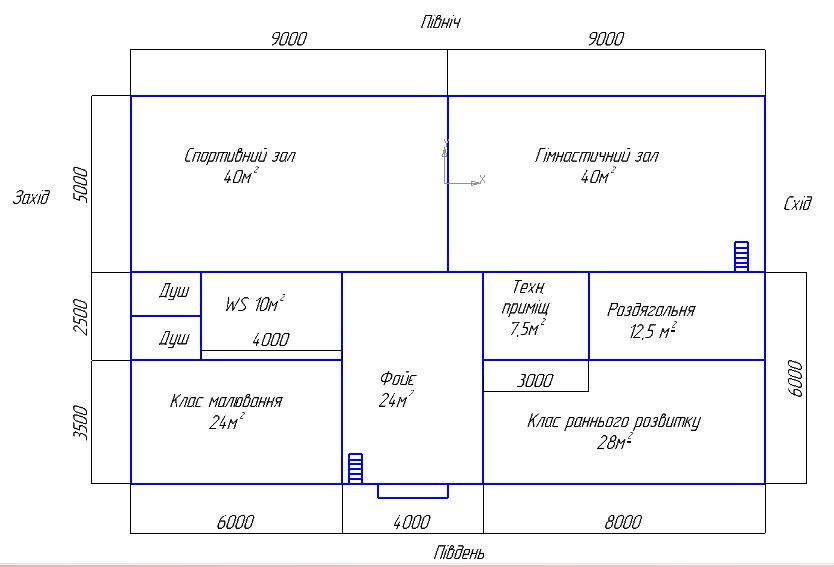 Північ
9000
9000
Спортивний зал
40м²
Гімнастичний зал
40м²
Y
X
5000
Захід
Схід
Душ
WS 10м²
Техн.
приміщ
7,5м²
Роздягальня
12,5 м²
2500
Душ
4000
6000
Фойє
24м²
3000
Клас малювання
24м²
Клас раннього розвитку
28м²
3500
6000
4000
8000
Південь